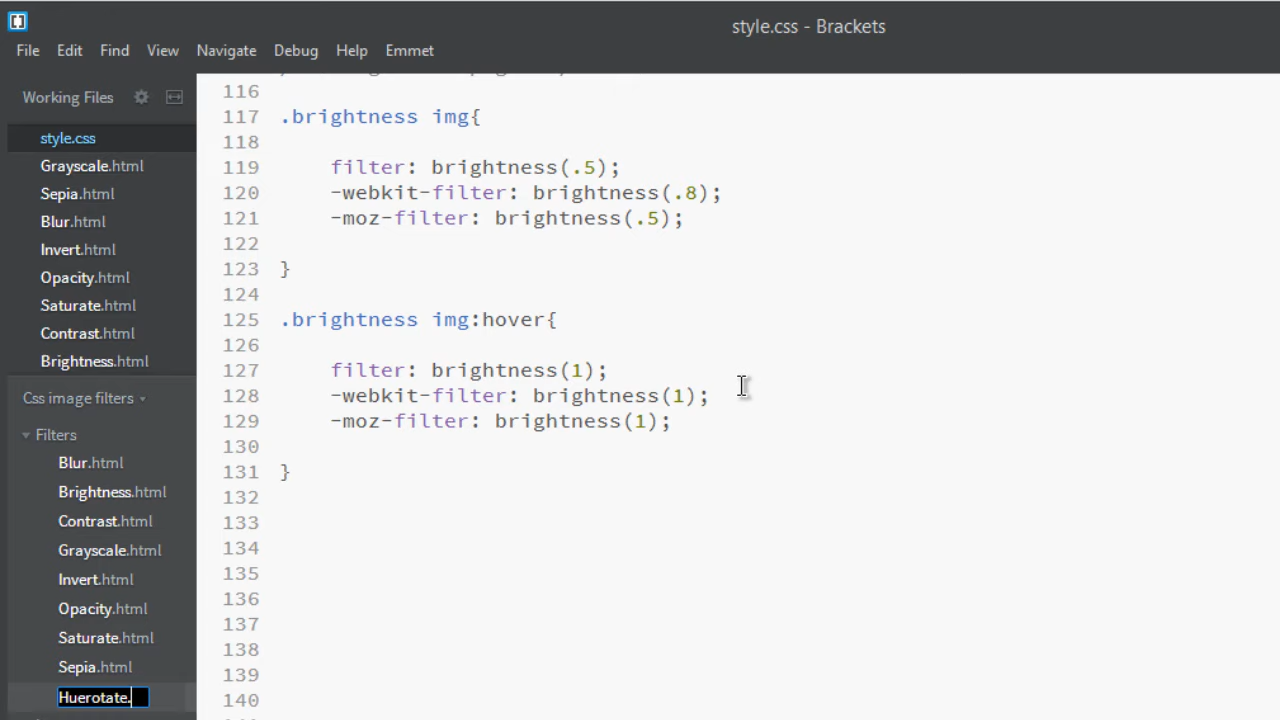 style.css - Brackets
File Edit Find View Navigate Debug Help Emmet
Working Files
style.css
Grayscale.html
Sepia.html
Blur.html
Invert.html
Opacity.html
Saturate.html
Contrast.html
Brightness.html
Css image filters
Filters
Blur.html
Brightness.html
Contrast.html
Grayscale.html
Invert.html
Opacity.html
Saturate.html
Sepia.html
Huerotate.
116
117 .brightness img{
118
119 filter: brightness(.5);
120 -webkit-filter: brightness(.8);
121 -moz-filter: brightness(.5);
122
123 }
124
125 .brightness img:hover{
126
127 filter: brightness(1);
128 -webkit-filter: brightness(1);
129 -moz-filter: brightness(1);
130
131 }
132
133
134
135
136
137
138
139
140